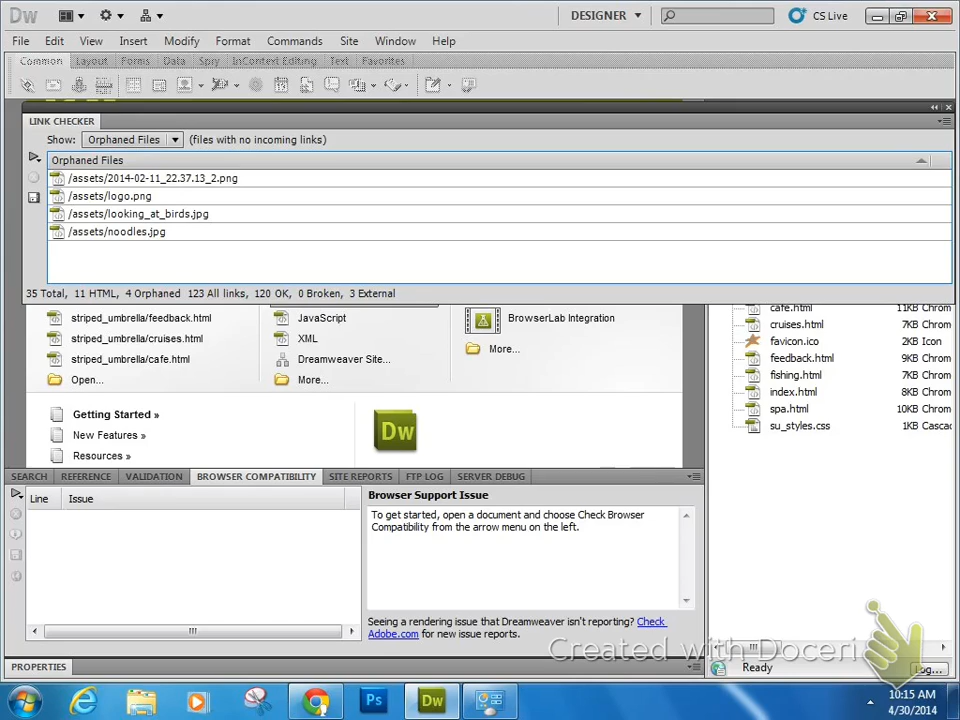 Dw
DESIGNER
CS Live
File Edit View Insert Modify Format Commands Site Window Help
Common Layout Forms Data Spry InContext Editing Text Favorites
LINK CHECKER
Show: Orphaned Files (files with no incoming links)
Orphaned Files
/assets/2014-02-11_22.37.13_2.png
/assets/logo.png
/assets/looking_at_birds.jpg
/assets/noodles.jpg
35 Total, 11 HTML, 4 Orphaned 123 All links, 120 OK, 0 Broken, 3 External
striped_umbrella/feedback.html
striped_umbrella/cruises.html
striped_umbrella/cafe.html
Open...
JavaScript
XML
Dreamweaver Site...
More...
BrowserLab Integration
More...
cafe.html 11KB Chrom
cruises.html 7KB Chrom
favicon.ico 2KB Icon
feedback.html 9KB Chrom
fishing.html 7KB Chrom
index.html 8KB Chrom
spa.html 10KB Chrom
su_styles.css 1KB Cascad
Getting Started »
New Features »
Resources »
Dw
SEARCH REFERENCE VALIDATION BROWSER COMPATIBILITY SITE REPORTS FTP LOG SERVER DEBUG
Line Issue
Browser Support Issue
To get started, open a document and choose Check Browser
Compatibility from the arrow menu on the left.
Seeing a rendering issue that Dreamweaver isn't reporting? Check
Adobe.com for new issue reports.
Created with Doceri
PROPERTIES
Ready
Log...
Ps
Dw
10:15 AM
4/30/2014